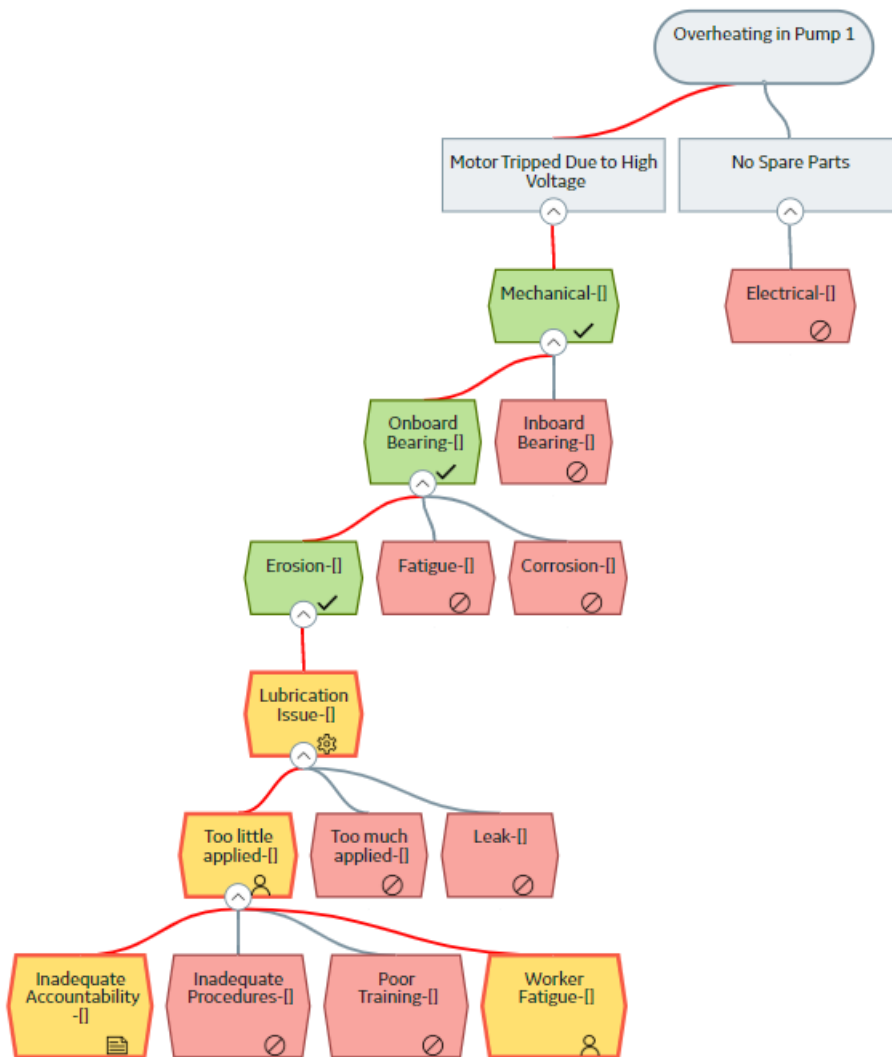 Overheating in Pump 1
Motor Tripped Due to High
Voltage
No Spare Parts
Mechanical-[]
Electrical-[]
Onboard
Bearing-[]
Inboard
Bearing-[]
Erosion-[]
Fatigue-[]
Corrosion-[]
Lubrication
Issue-[]
Too little
applied-[]
Too much
applied-[]
Leak-[]
Inadequate
Accountability
-[]
Inadequate
Procedures-[]
Poor
Training-[]
Worker
Fatigue-[]